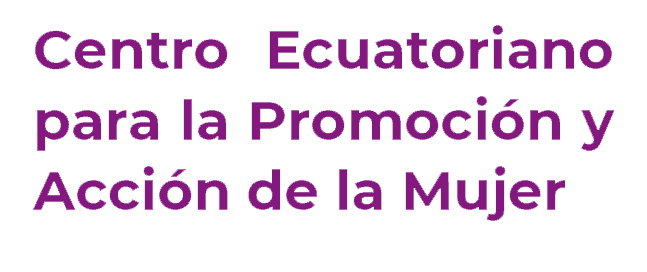 Centro Ecuatoriano
para la Promoción y
Acción de la Mujer